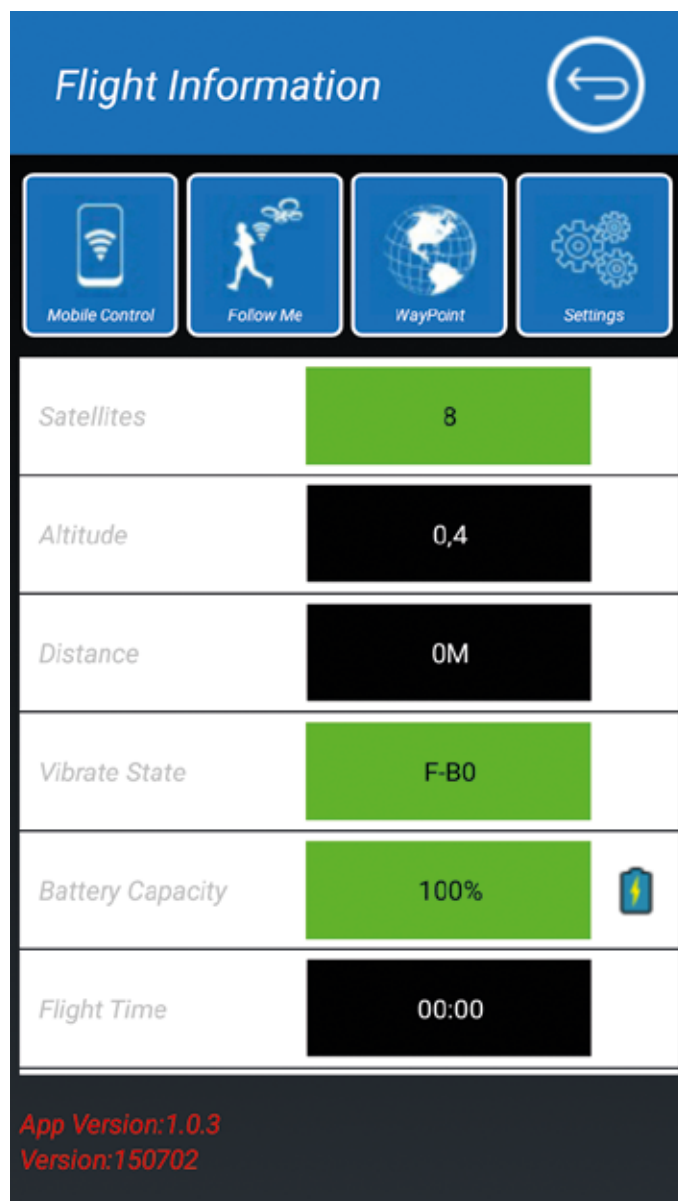 Flight Information
Mobile Control
Follow Me
WayPoint
Settings
Satellites 8
Altitude 0,4
Distance 0M
Vibrate State F-B0
Battery Capacity 100%
Flight Time 00:00
App Version:1.0.3
Version:150702